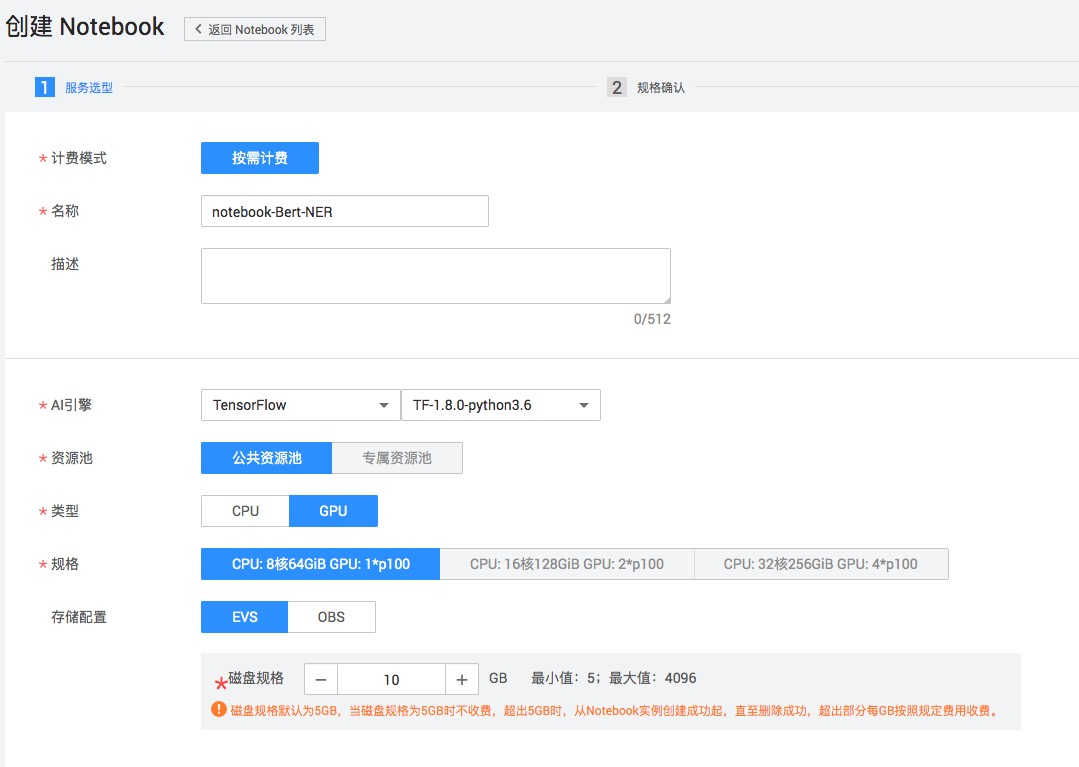 创建 Notebook
返回 Notebook 列表
1 服务选型
2 规格确认
* 计费模式 按需计费
* 名称 notebook-Bert-NER
描述
0/512
* AI引擎 TensorFlow TF-1.8.0-python3.6
* 资源池 公共资源池 专属资源池
* 类型 CPU GPU
* 规格 CPU: 8核64GiB GPU: 1*p100 CPU: 16核128GiB GPU: 2*p100 CPU: 32核256GiB GPU: 4*p100
存储配置 EVS OBS
* 磁盘规格 − 10 + GB 最小值：5；最大值：4096
磁盘规格默认为5GB，当磁盘规格为5GB时不收费，超出5GB时，从Notebook实例创建成功起，直至删除成功，超出部分每GB按照规定费用收费。